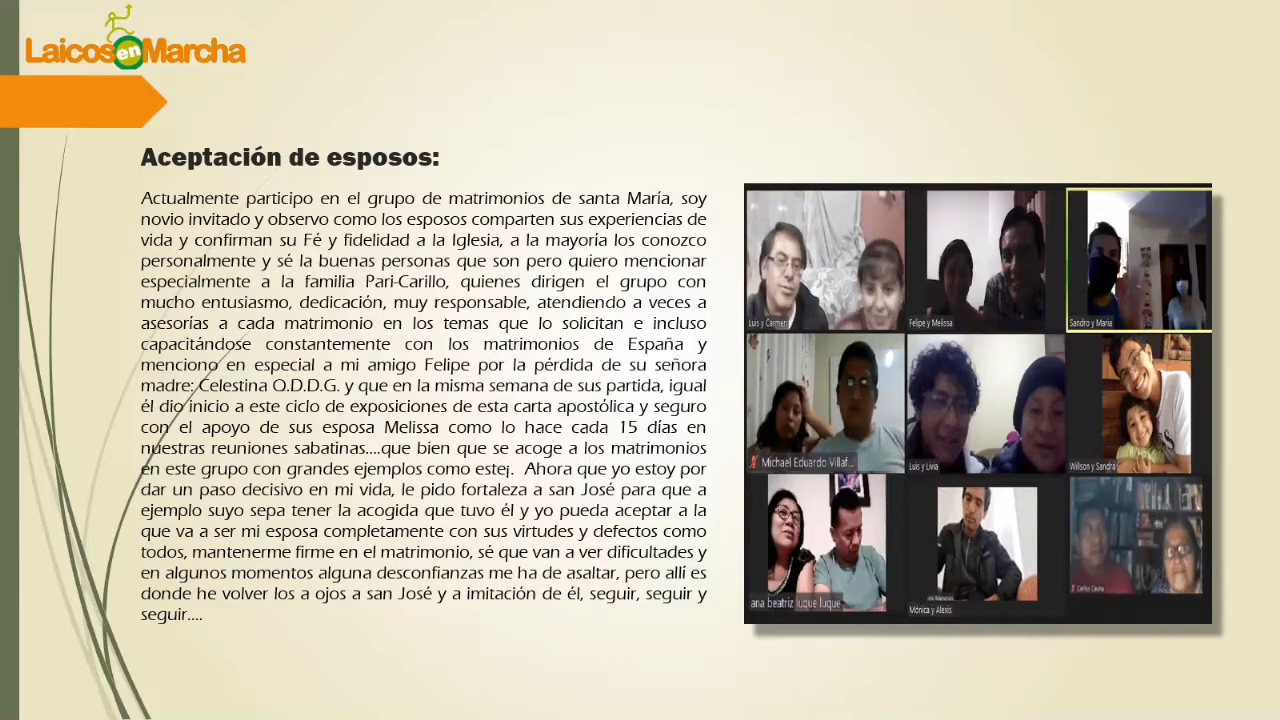 Laicos en Marcha
Aceptación de esposos:
Actualmente participo en el grupo de matrimonios de santa María, soy
novio invitado y observo como los esposos comparten sus experiencias de
vida y confirman su Fé y fidelidad a la Iglesia, a la mayoría los conozco
personalmente y sé la buenas personas que son pero quiero mencionar
especialmente a la familia Pari-Carillo, quienes dirigen el grupo con
mucho entusiasmo, dedicación, muy responsable, atendiendo a veces a
asesorías a cada matrimonio en los temas que lo solicitan e incluso
capacitándose constantemente con los matrimonios de España y
menciono en especial a mi amigo Felipe por la pérdida de su señora
madre: Celestina O.D.D.G. y que en la misma semana de sus partida, igual
él dio inicio a este ciclo de exposiciones de esta carta apostólica y seguro
con el apoyo de sus esposa Melissa como lo hace cada 15 días en
nuestras reuniones sabatinas....que bien que se acoge a los matrimonios
en este grupo con grandes ejemplos como este¡. Ahora que yo estoy por
dar un paso decisivo en mi vida, le pido fortaleza a san José para que a
ejemplo suyo sepa tener la acogida que tuvo él y yo pueda aceptar a la
que va a ser mi esposa completamente con sus virtudes y defectos como
todos, mantenerme firme en el matrimonio, sé que van a ver dificultades y
en algunos momentos alguna desconfianzas me ha de asaltar, pero allí es
donde he volver los a ojos a san José y a imitación de él, seguir, seguir y
seguir....
Luis y Carmen
Felipe y Melissa
Sandro y Maria
Michael Eduardo Villaf...
Luis y Livia
Willson y Sandra
ana beatriz luque luque
Mónica y Alexis